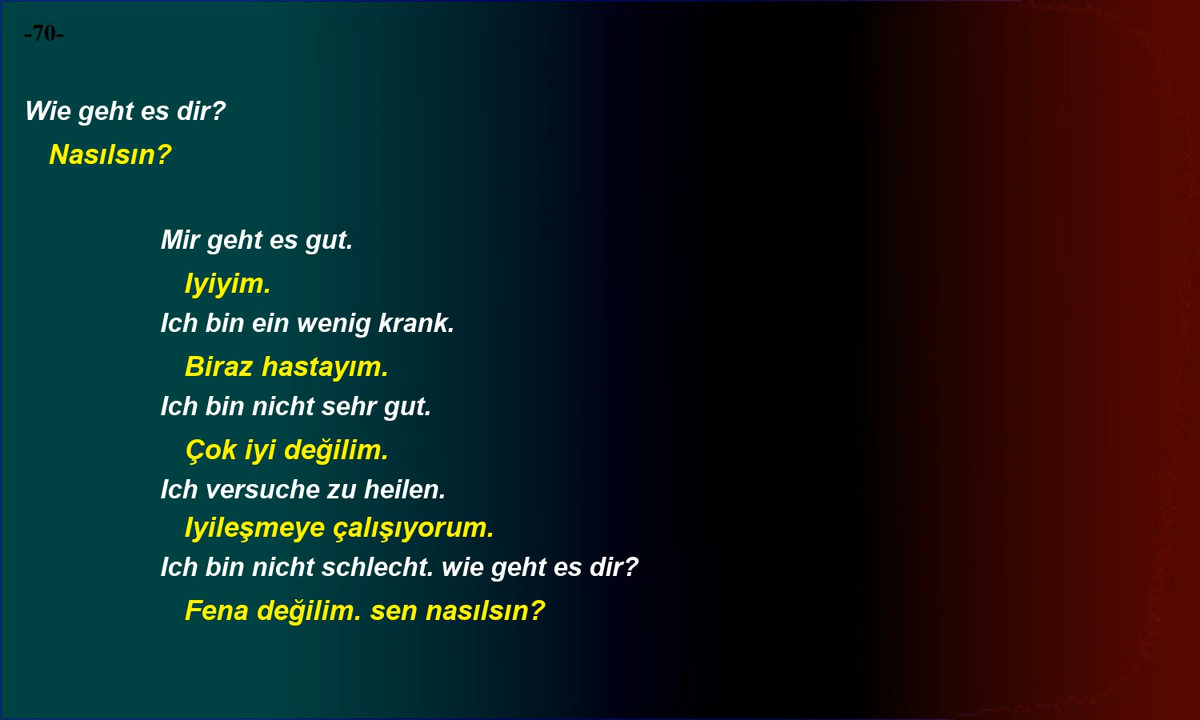 -70-
Wie geht es dir?
Nasılsın?
Mir geht es gut.
Iyiyim.
Ich bin ein wenig krank.
Biraz hastayım.
Ich bin nicht sehr gut.
Çok iyi değilim.
Ich versuche zu heilen.
Iyileşmeye çalışıyorum.
Ich bin nicht schlecht. wie geht es dir?
Fena değilim. sen nasılsın?